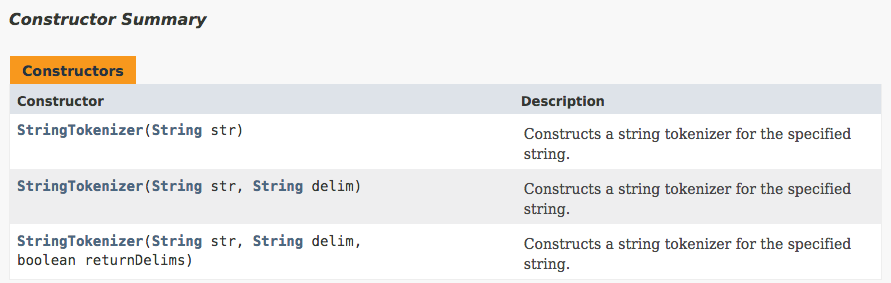 Constructor Summary
Constructors
Constructor Description
StringTokenizer(String str) Constructs a string tokenizer for the specified
string.
StringTokenizer(String str, String delim) Constructs a string tokenizer for the specified
string.
StringTokenizer(String str, String delim, Constructs a string tokenizer for the specified
boolean returnDelims) string.